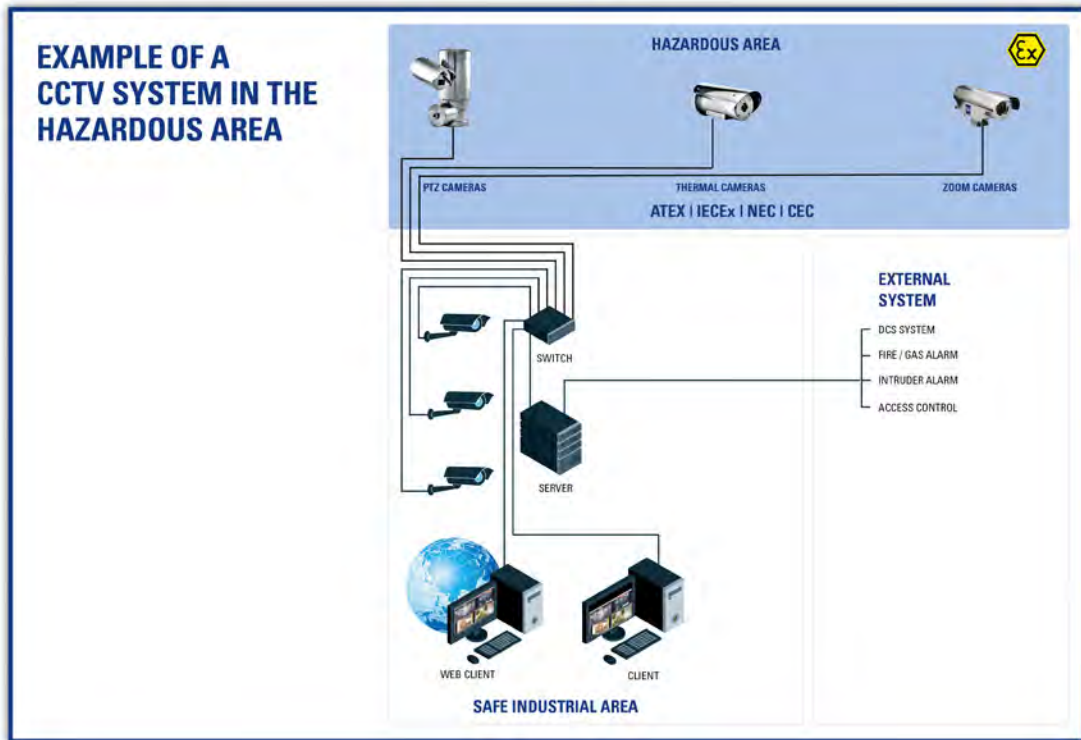 EXAMPLE OF A
CCTV SYSTEM IN THE
HAZARDOUS AREA
HAZARDOUS AREA
Ex
PTZ CAMERAS
THERMAL CAMERAS
ZOOM CAMERAS
ATEX | IECEx | NEC | CEC
EXTERNAL
SYSTEM
DCS SYSTEM
FIRE / GAS ALARM
INTRUDER ALARM
ACCESS CONTROL
SWITCH
SERVER
WEB CLIENT
CLIENT
SAFE INDUSTRIAL AREA